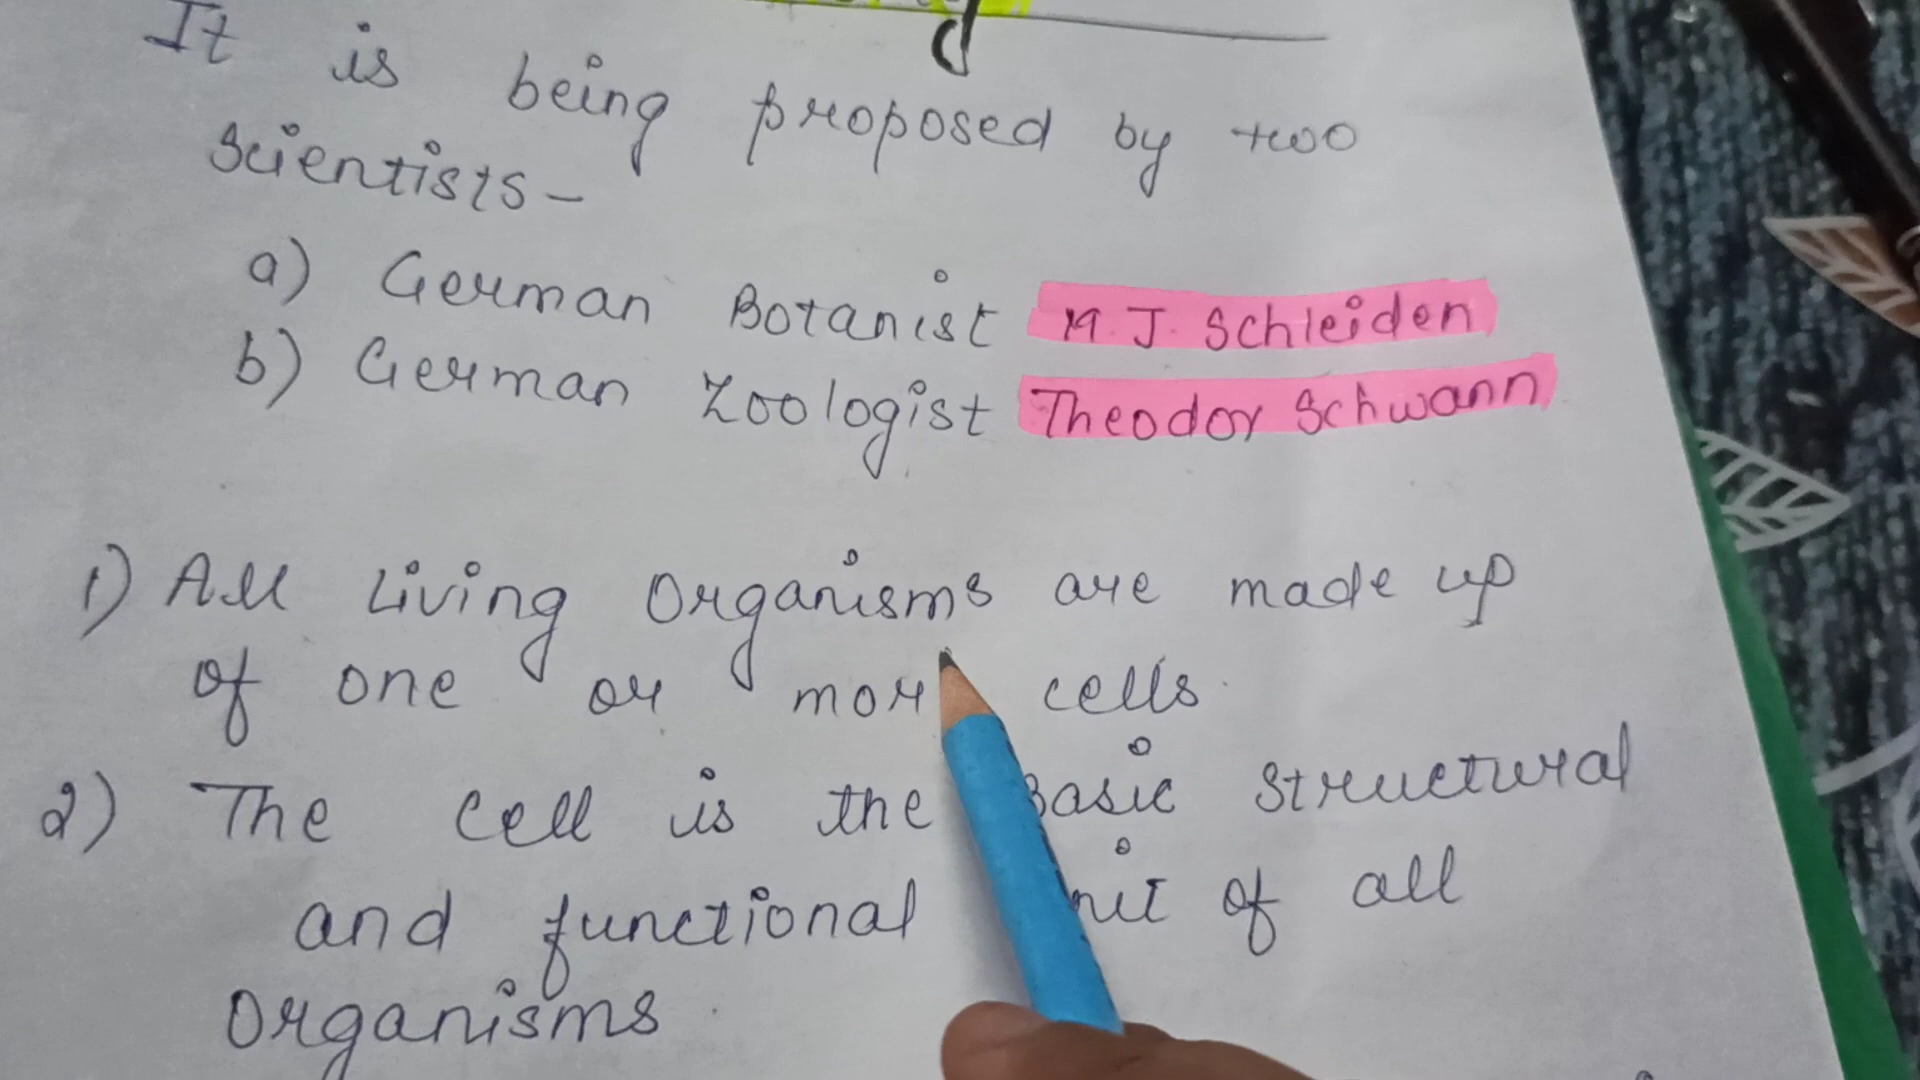 It is being proposed by two
Scientists-
a) German Botanist M.J. Schleiden
b) German Zoologist Theodor Schwann
1) All Living Organisms are made up
of one or mor cells.
2) The cell is the Basic Structural
and functional unit of all
Organisms